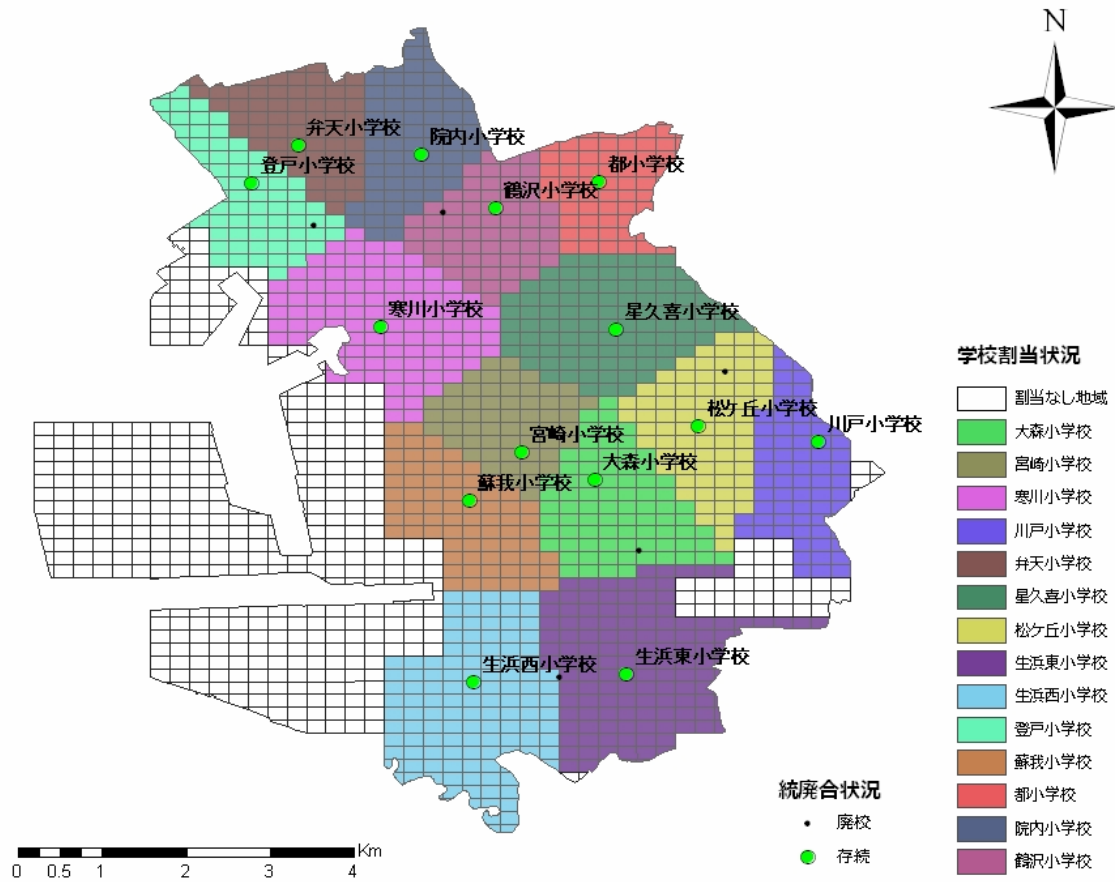 N
弁天小学校
院内小学校
登戸小学校
都小学校
鶴沢小学校
寒川小学校
星久喜小学校
松ケ丘小学校
川戸小学校
宮崎小学校
大森小学校
蘇我小学校
生浜西小学校
生浜東小学校
学校割当状況
割当なし地域
大森小学校
宮崎小学校
寒川小学校
川戸小学校
弁天小学校
星久喜小学校
松ケ丘小学校
生浜東小学校
生浜西小学校
登戸小学校
蘇我小学校
都小学校
院内小学校
鶴沢小学校
統廃合状況
廃校
存続
Km
0 0.5 1 2 3 4